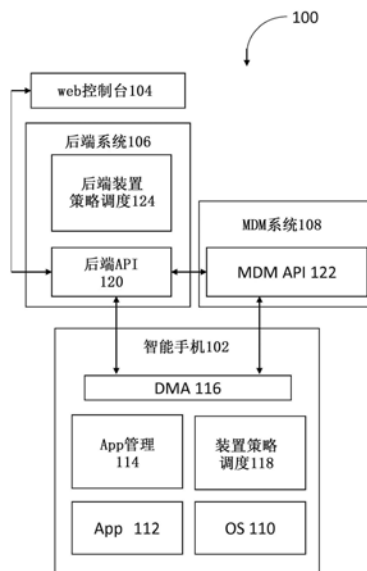 100
web控制台104
后端系统106
后端装置
策略调度124
后端API
120
MDM系统108
MDM API 122
智能手机102
DMA 116
App管理
114
装置策略
调度118
App 112
OS 110